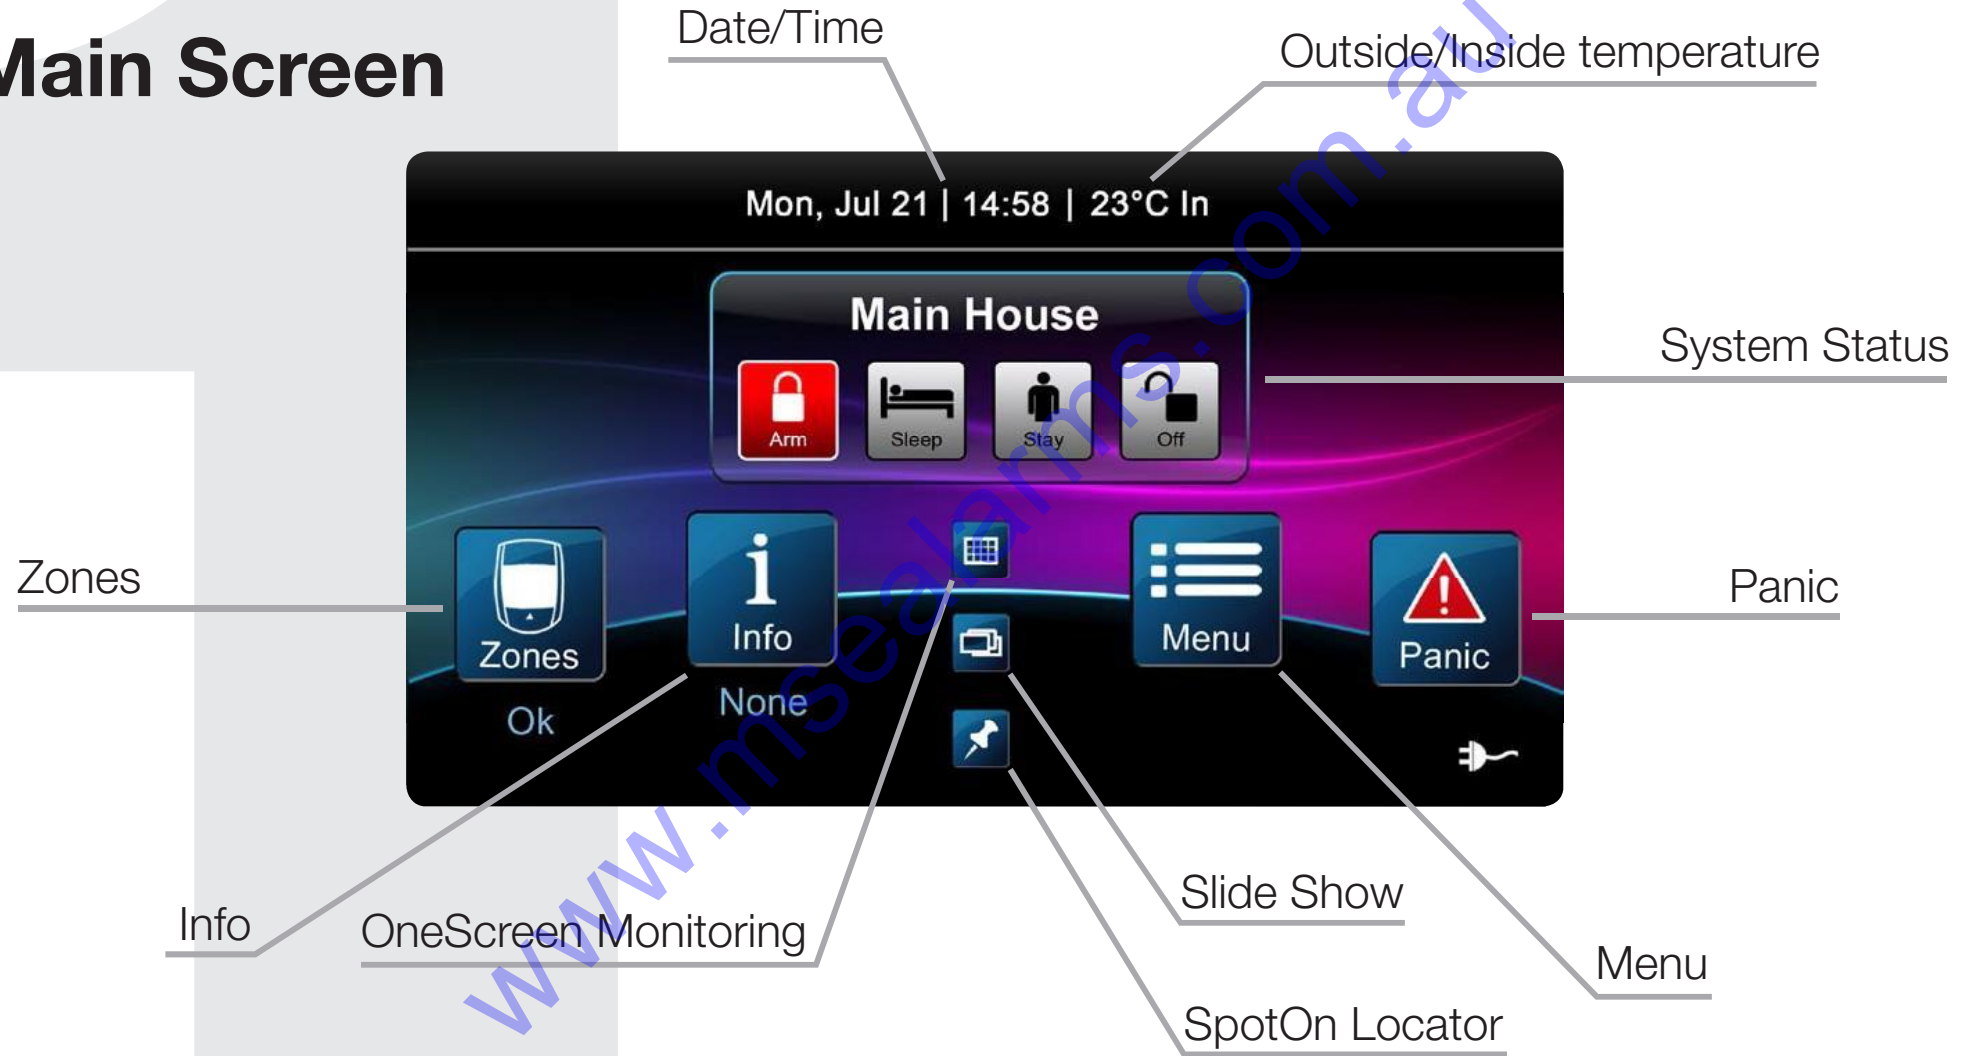 Main Screen
Date/Time
Outside/Inside temperature
Mon, Jul 21 | 14:58 | 23°C In
Main House
System Status
Arm
Sleep
Stay
Off
Zones
Zones
Ok
Info
None
Menu
Panic
Panic
Info
OneScreen Monitoring
Slide Show
Menu
SpotOn Locator
www.msealarms.com.au